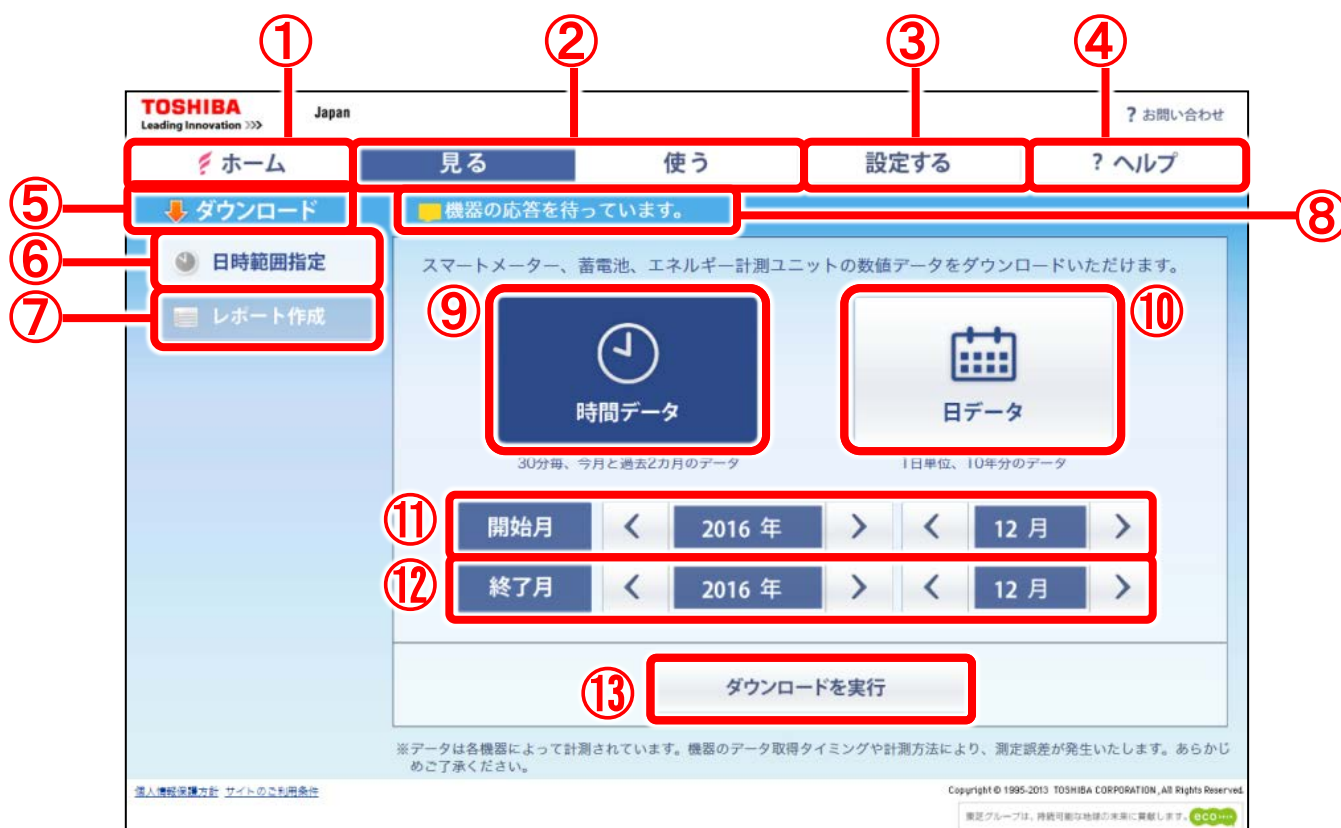 ① ② ③ ④
TOSHIBA
Leading Innovation >>>
Japan
? お問い合わせ
ホーム 見る 使う 設定する ? ヘルプ
⑤ ダウンロード 機器の応答を待っています。 ⑧
⑥ 日時範囲指定
スマートメーター、蓄電池、エネルギー計測ユニットの数値データをダウンロードいただけます。
⑦ レポート作成
⑨ ⑩
時間データ 日データ
30分毎、今月と過去2カ月のデータ 1日単位、10年分のデータ
⑪ 開始月 < 2016 年 > < 12 月 >
⑫ 終了月 < 2016 年 > < 12 月 >
⑬ ダウンロードを実行
※データは各機器によって計測されています。機器のデータ取得タイミングや計測方法により、測定誤差が発生いたします。あらかじ
めご了承ください。
個人情報保護方針 サイトのご利用条件
Copyright © 1995-2013 TOSHIBA CORPORATION, All Rights Reserved.
東芝グループは、持続可能な地球の未来に貢献します。 eco